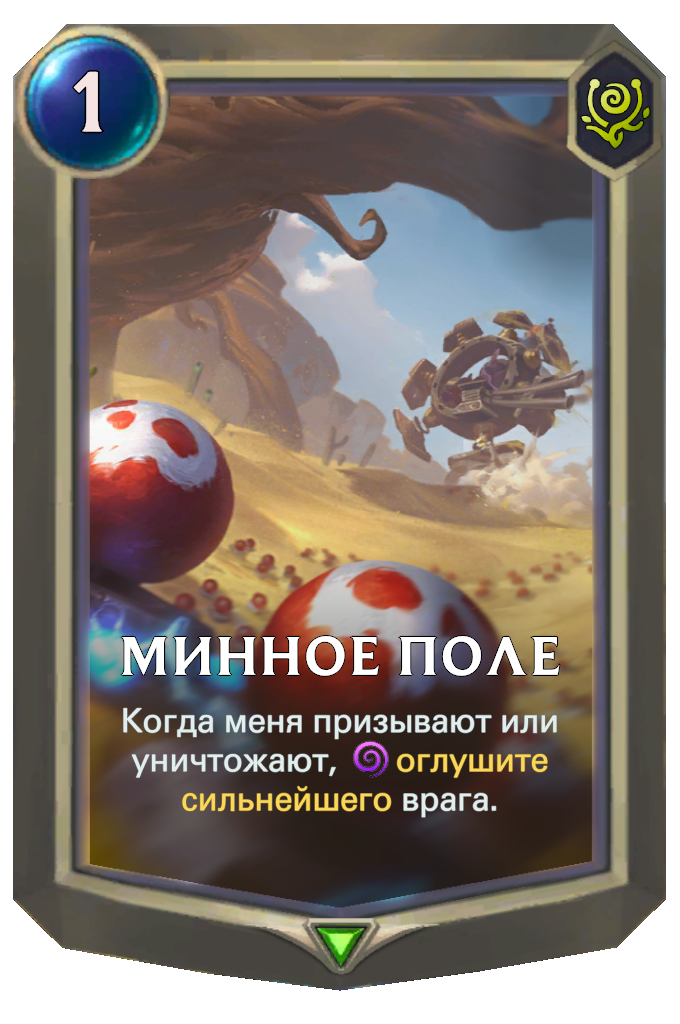 1
МИННОЕ ПОЛЕ
Когда меня призывают или
уничтожают, оглушите
сильнейшего врага.